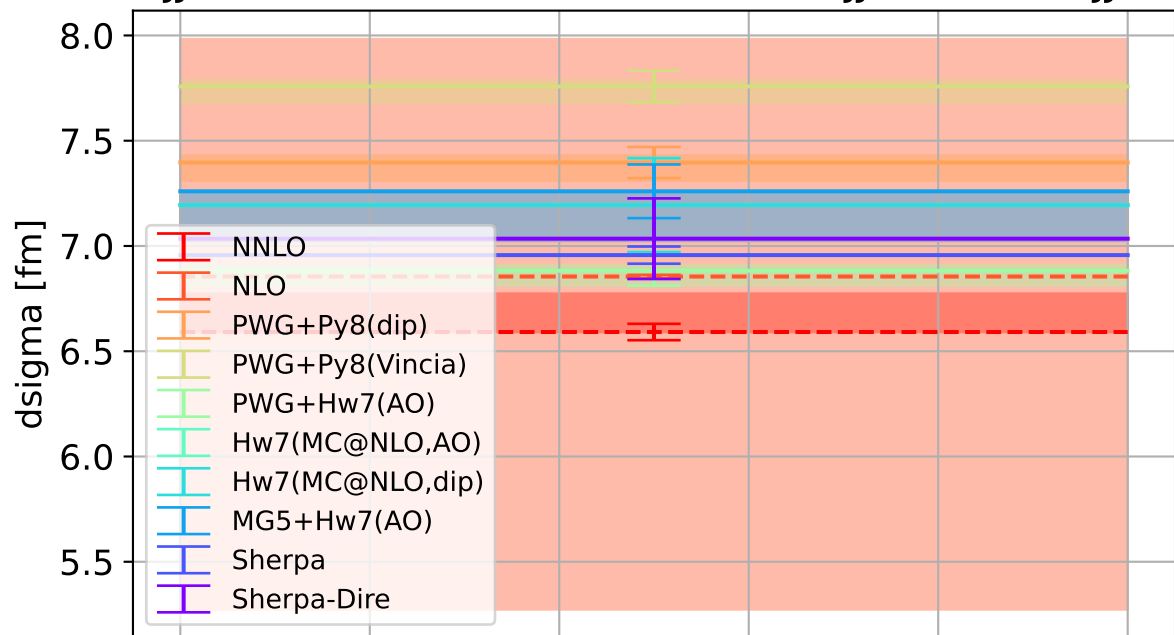 8.0
7.5
7.0
6.5
6.0
5.5
dsigma [fm]
NNLO
NLO
PWG+Py8(dip)
PWG+Py8(Vincia)
PWG+Hw7(AO)
Hw7(MC@NLO,AO)
Hw7(MC@NLO,dip)
MG5+Hw7(AO)
Sherpa
Sherpa-Dire